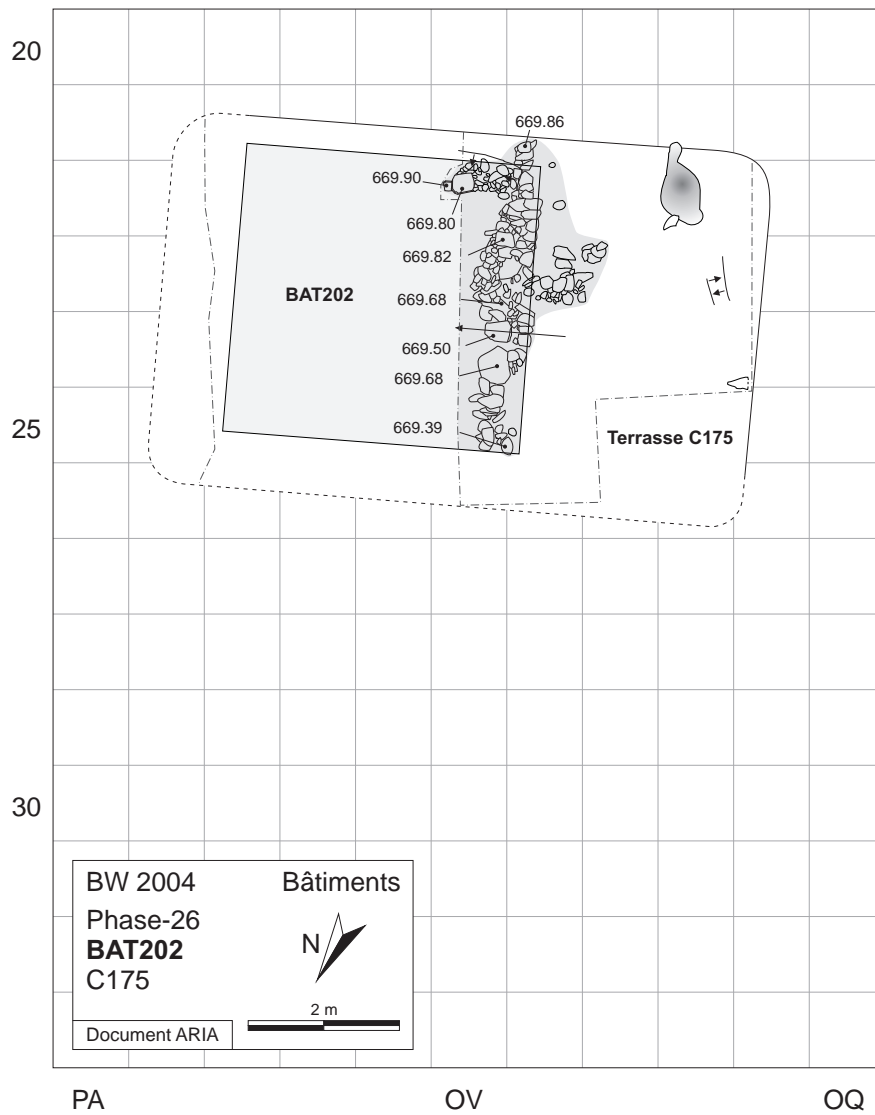 20
669.86
669.90
669.80
669.82
BAT202
669.68
669.50
669.68
669.39
25
Terrasse C175
30
BW 2004 Bâtiments
Phase-26
BAT202
N
C175
2 m
Document ARIA
PA OV OQ